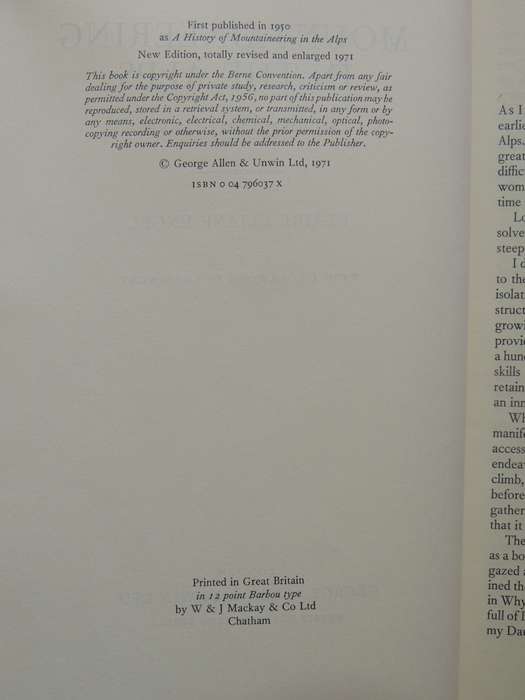 First published in 1950
as A History of Mountaineering in the Alps
New Edition, totally revised and enlarged 1971
This book is copyright under the Berne Convention. Apart from any fair
dealing for the purpose of private study, research, criticism or review, as
permitted under the Copyright Act, 1956, no part of this publication may be
reproduced, stored in a retrieval system, or transmitted, in any form or by
any means, electronic, electrical, chemical, mechanical, optical, photo-
copying recording or otherwise, without the prior permission of the copy-
right owner. Enquiries should be addressed to the Publisher.
© George Allen & Unwin Ltd, 1971
ISBN 0 04 796037 X
Printed in Great Britain
in 12 point Barbou type
by W & J Mackay & Co Ltd
Chatham
As I
earlie
Alps.
great
diffic
wom
time
Lo
solve
steep
I d
to the
isolat
struct
growi
provi
a hun
skills
retain
an inn
Wh
manife
access
endea
climb,
before
gather
that it
The
as a bo
gazed a
ined th
in Why
full of l
my Dar